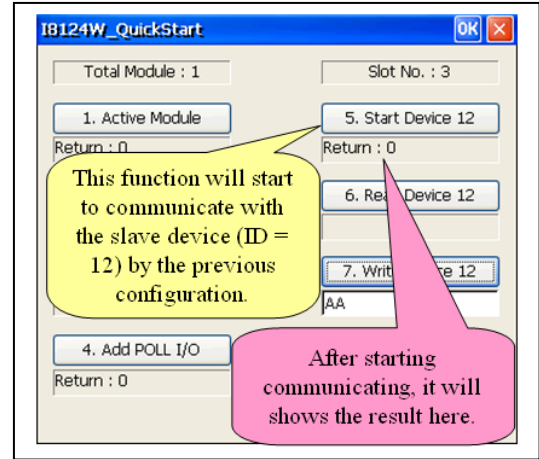 I8124W_QuickStart
OK
Total Module : 1
Slot No. : 3
1. Active Module
5. Start Device 12
Return : 0
Return : 0
This function will start
to communicate with
the slave device (ID =
12) by the previous
configuration.
6. Rea Device 12
7. Writ ce 12
AA
4. Add POLL I/O
Return : 0
After starting
communicating, it will
shows the result here.